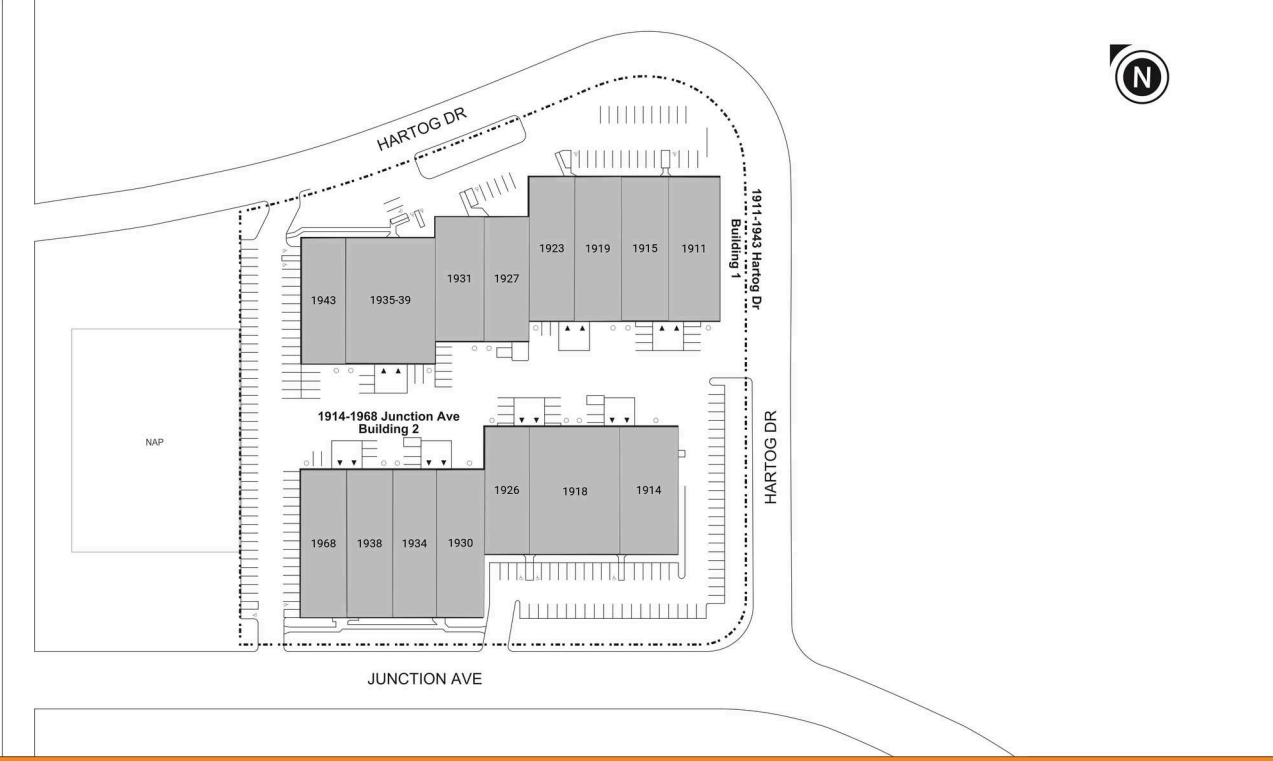 N
HARTOG DR
1911-1943 Hartog Dr
Building 1
1923
1919
1915
1911
1931
1927
1943
1935-39
1914-1968 Junction Ave
Building 2
NAP
HARTOG DR
1926
1918
1914
1968
1938
1934
1930
JUNCTION AVE